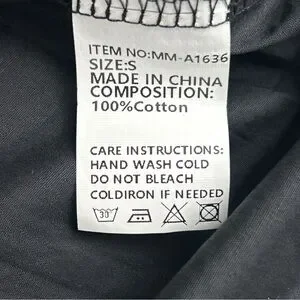 ITEM NO:MM-A1636
SIZE:S
MADE IN CHINA
COMPOSITION:
100%Cotton
CARE INSTRUCTIONS:
HAND WASH COLD
DO NOT BLEACH
COLDIRON IF NEEDED
30